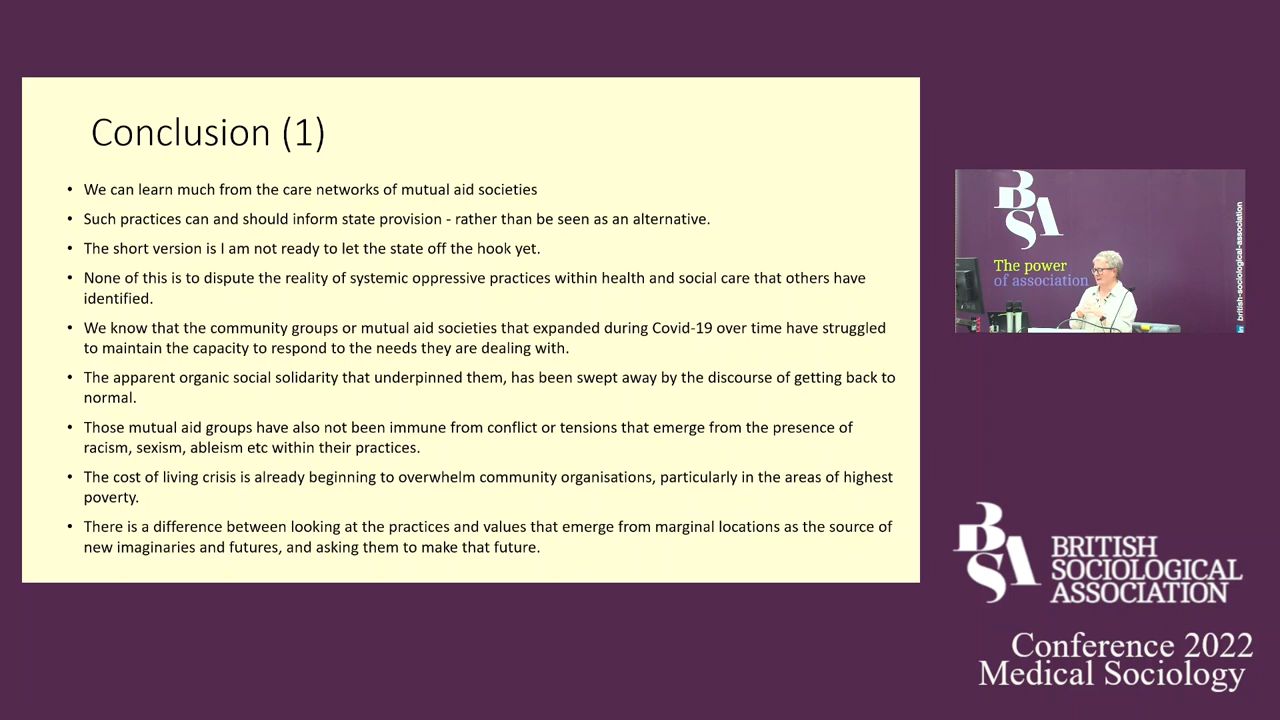 Conclusion (1)
• We can learn much from the care networks of mutual aid societies
• Such practices can and should inform state provision - rather than be seen as an alternative.
• The short version is I am not ready to let the state off the hook yet.
• None of this is to dispute the reality of systemic oppressive practices within health and social care that others have
identified.
• We know that the community groups or mutual aid societies that expanded during Covid-19 over time have struggled
to maintain the capacity to respond to the needs they are dealing with.
• The apparent organic social solidarity that underpinned them, has been swept away by the discourse of getting back to
normal.
• Those mutual aid groups have also not been immune from conflict or tensions that emerge from the presence of
racism, sexism, ableism etc within their practices.
• The cost of living crisis is already beginning to overwhelm community organisations, particularly in the areas of highest
poverty.
• There is a difference between looking at the practices and values that emerge from marginal locations as the source of
new imaginaries and futures, and asking them to make that future.
BSA
The power
of association
british-sociological-association
in
BSA
BRITISH
SOCIOLOGICAL
ASSOCIATION
Conference 2022
Medical Sociology